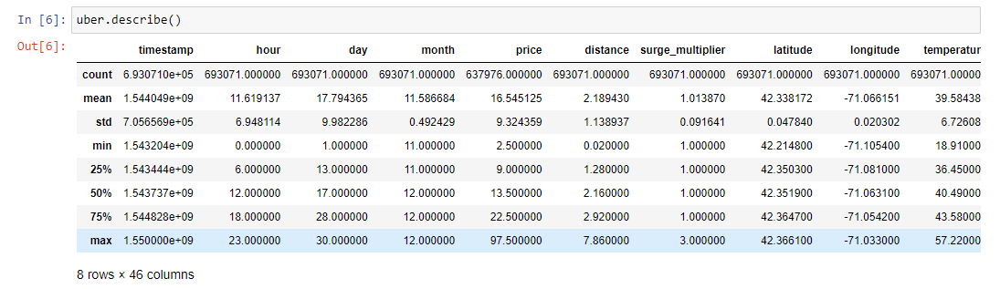 In [6]: uber.describe()
Out[6]:
timestamp hour day month price distance surge_multiplier latitude longitude temperatur
count 6.930710e+05 693071.000000 693071.000000 693071.000000 637976.000000 693071.000000 693071.000000 693071.000000 693071.000000 693071.00000
mean 1.544049e+09 11.619137 17.794365 11.586684 16.545125 2.189430 1.013870 42.338172 -71.066151 39.58438
std 7.056569e+05 6.948114 9.982286 0.492429 9.324359 1.138937 0.091641 0.047840 0.020302 6.72608
min 1.543204e+09 0.000000 1.000000 11.000000 2.500000 0.020000 1.000000 42.214800 -71.105400 18.91000
25% 1.543444e+09 6.000000 13.000000 11.000000 9.000000 1.280000 1.000000 42.350300 -71.081000 36.45000
50% 1.543737e+09 12.000000 17.000000 12.000000 13.500000 2.160000 1.000000 42.351900 -71.063100 40.49000
75% 1.544828e+09 18.000000 28.000000 12.000000 22.500000 2.920000 1.000000 42.364700 -71.054200 43.58000
max 1.550000e+09 23.000000 30.000000 12.000000 97.500000 7.860000 3.000000 42.366100 -71.033000 57.22000
8 rows × 46 columns